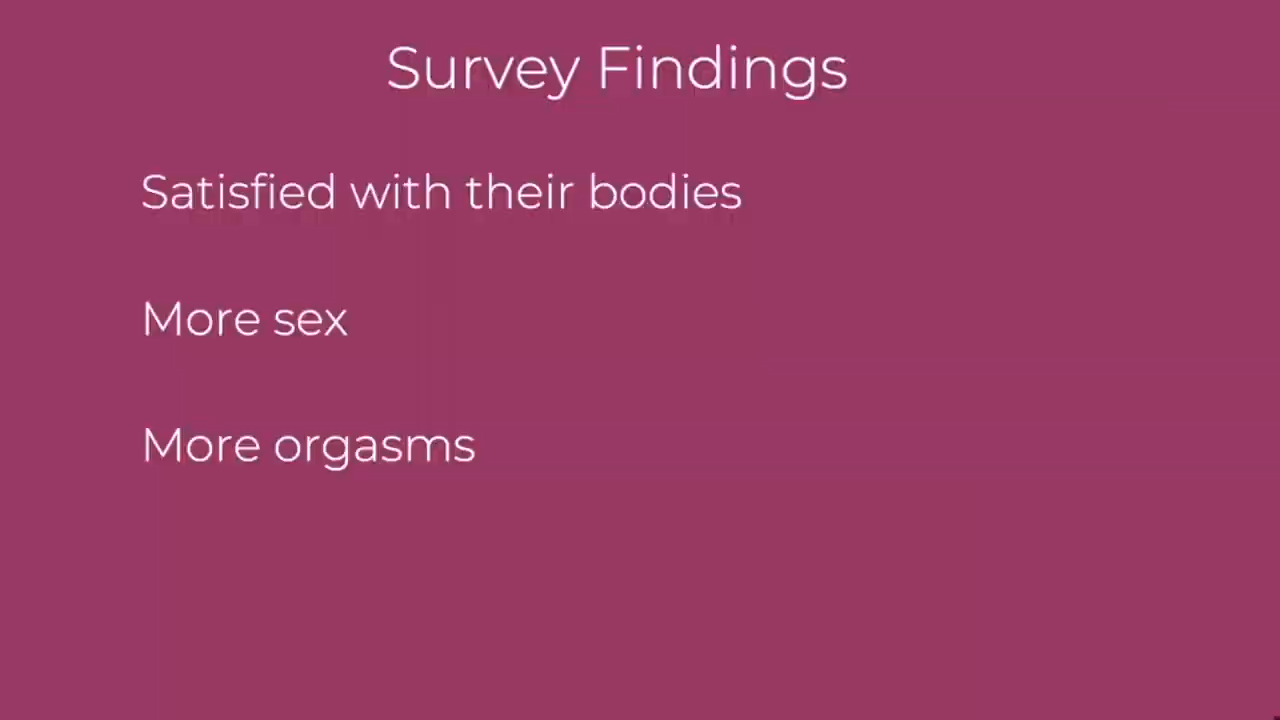 Survey Findings
Satisfied with their bodies
More sex
More orgasms